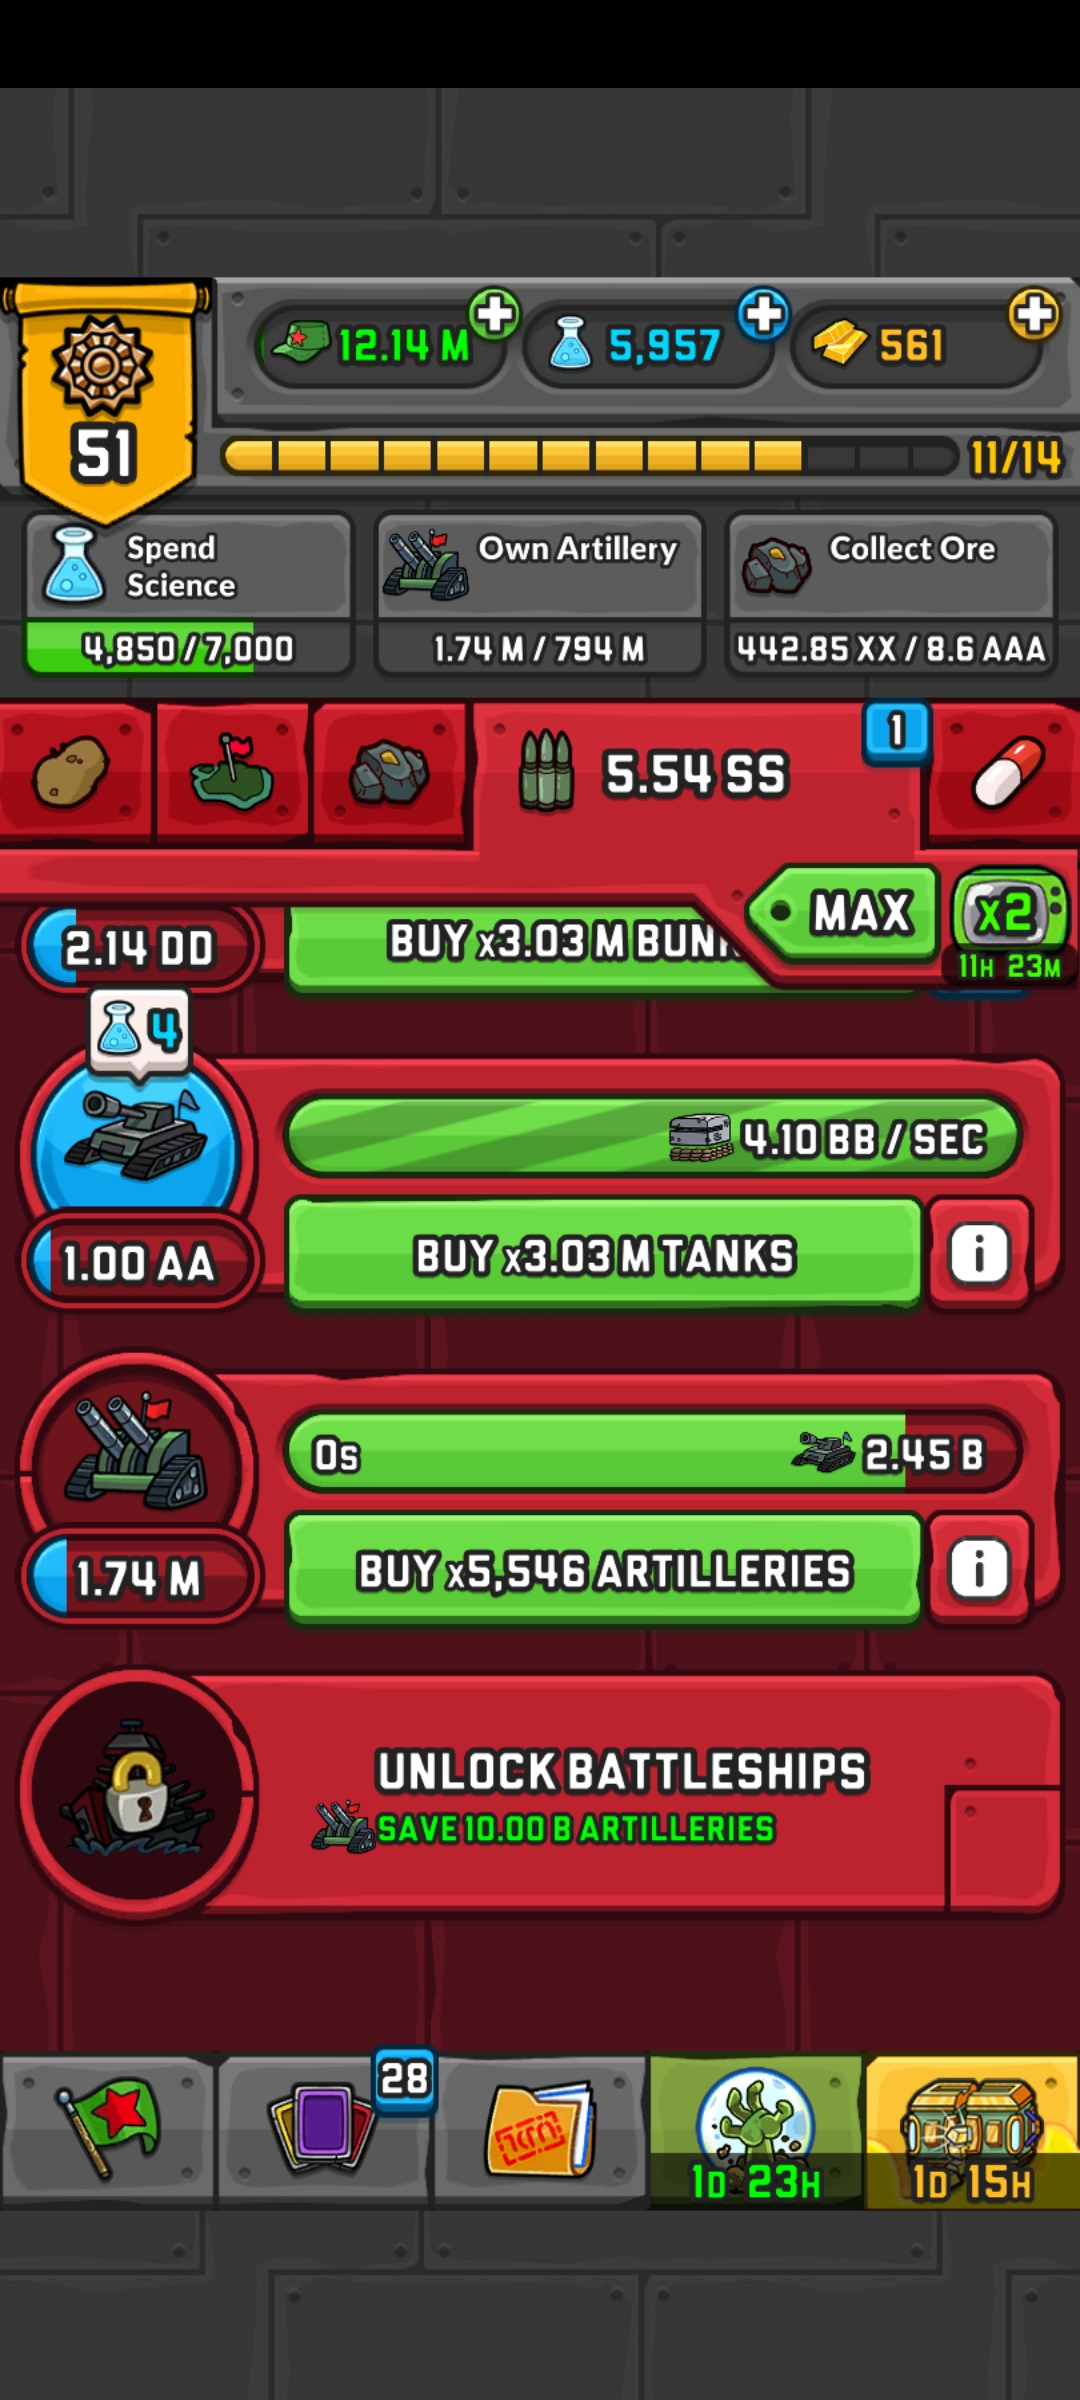 12.14 M
5,957
561
51
11/14
Spend
Science
4,850 / 7,000
Own Artillery
1.74 M / 794 M
Collect Ore
442.85 XX / 8.6 AAA
5.54 SS
1
MAX
x2
11H 23M
2.14 DD
BUY x3.03 M
4
4.10 BB / SEC
1.00 AA
BUY x3.03 M TANKS
i
0s
2.45 B
1.74 M
BUY x5,546 ARTILLERIES
i
UNLOCK BATTLESHIPS
SAVE 10.00 B ARTILLERIES
28
1D 23H
1D 15H